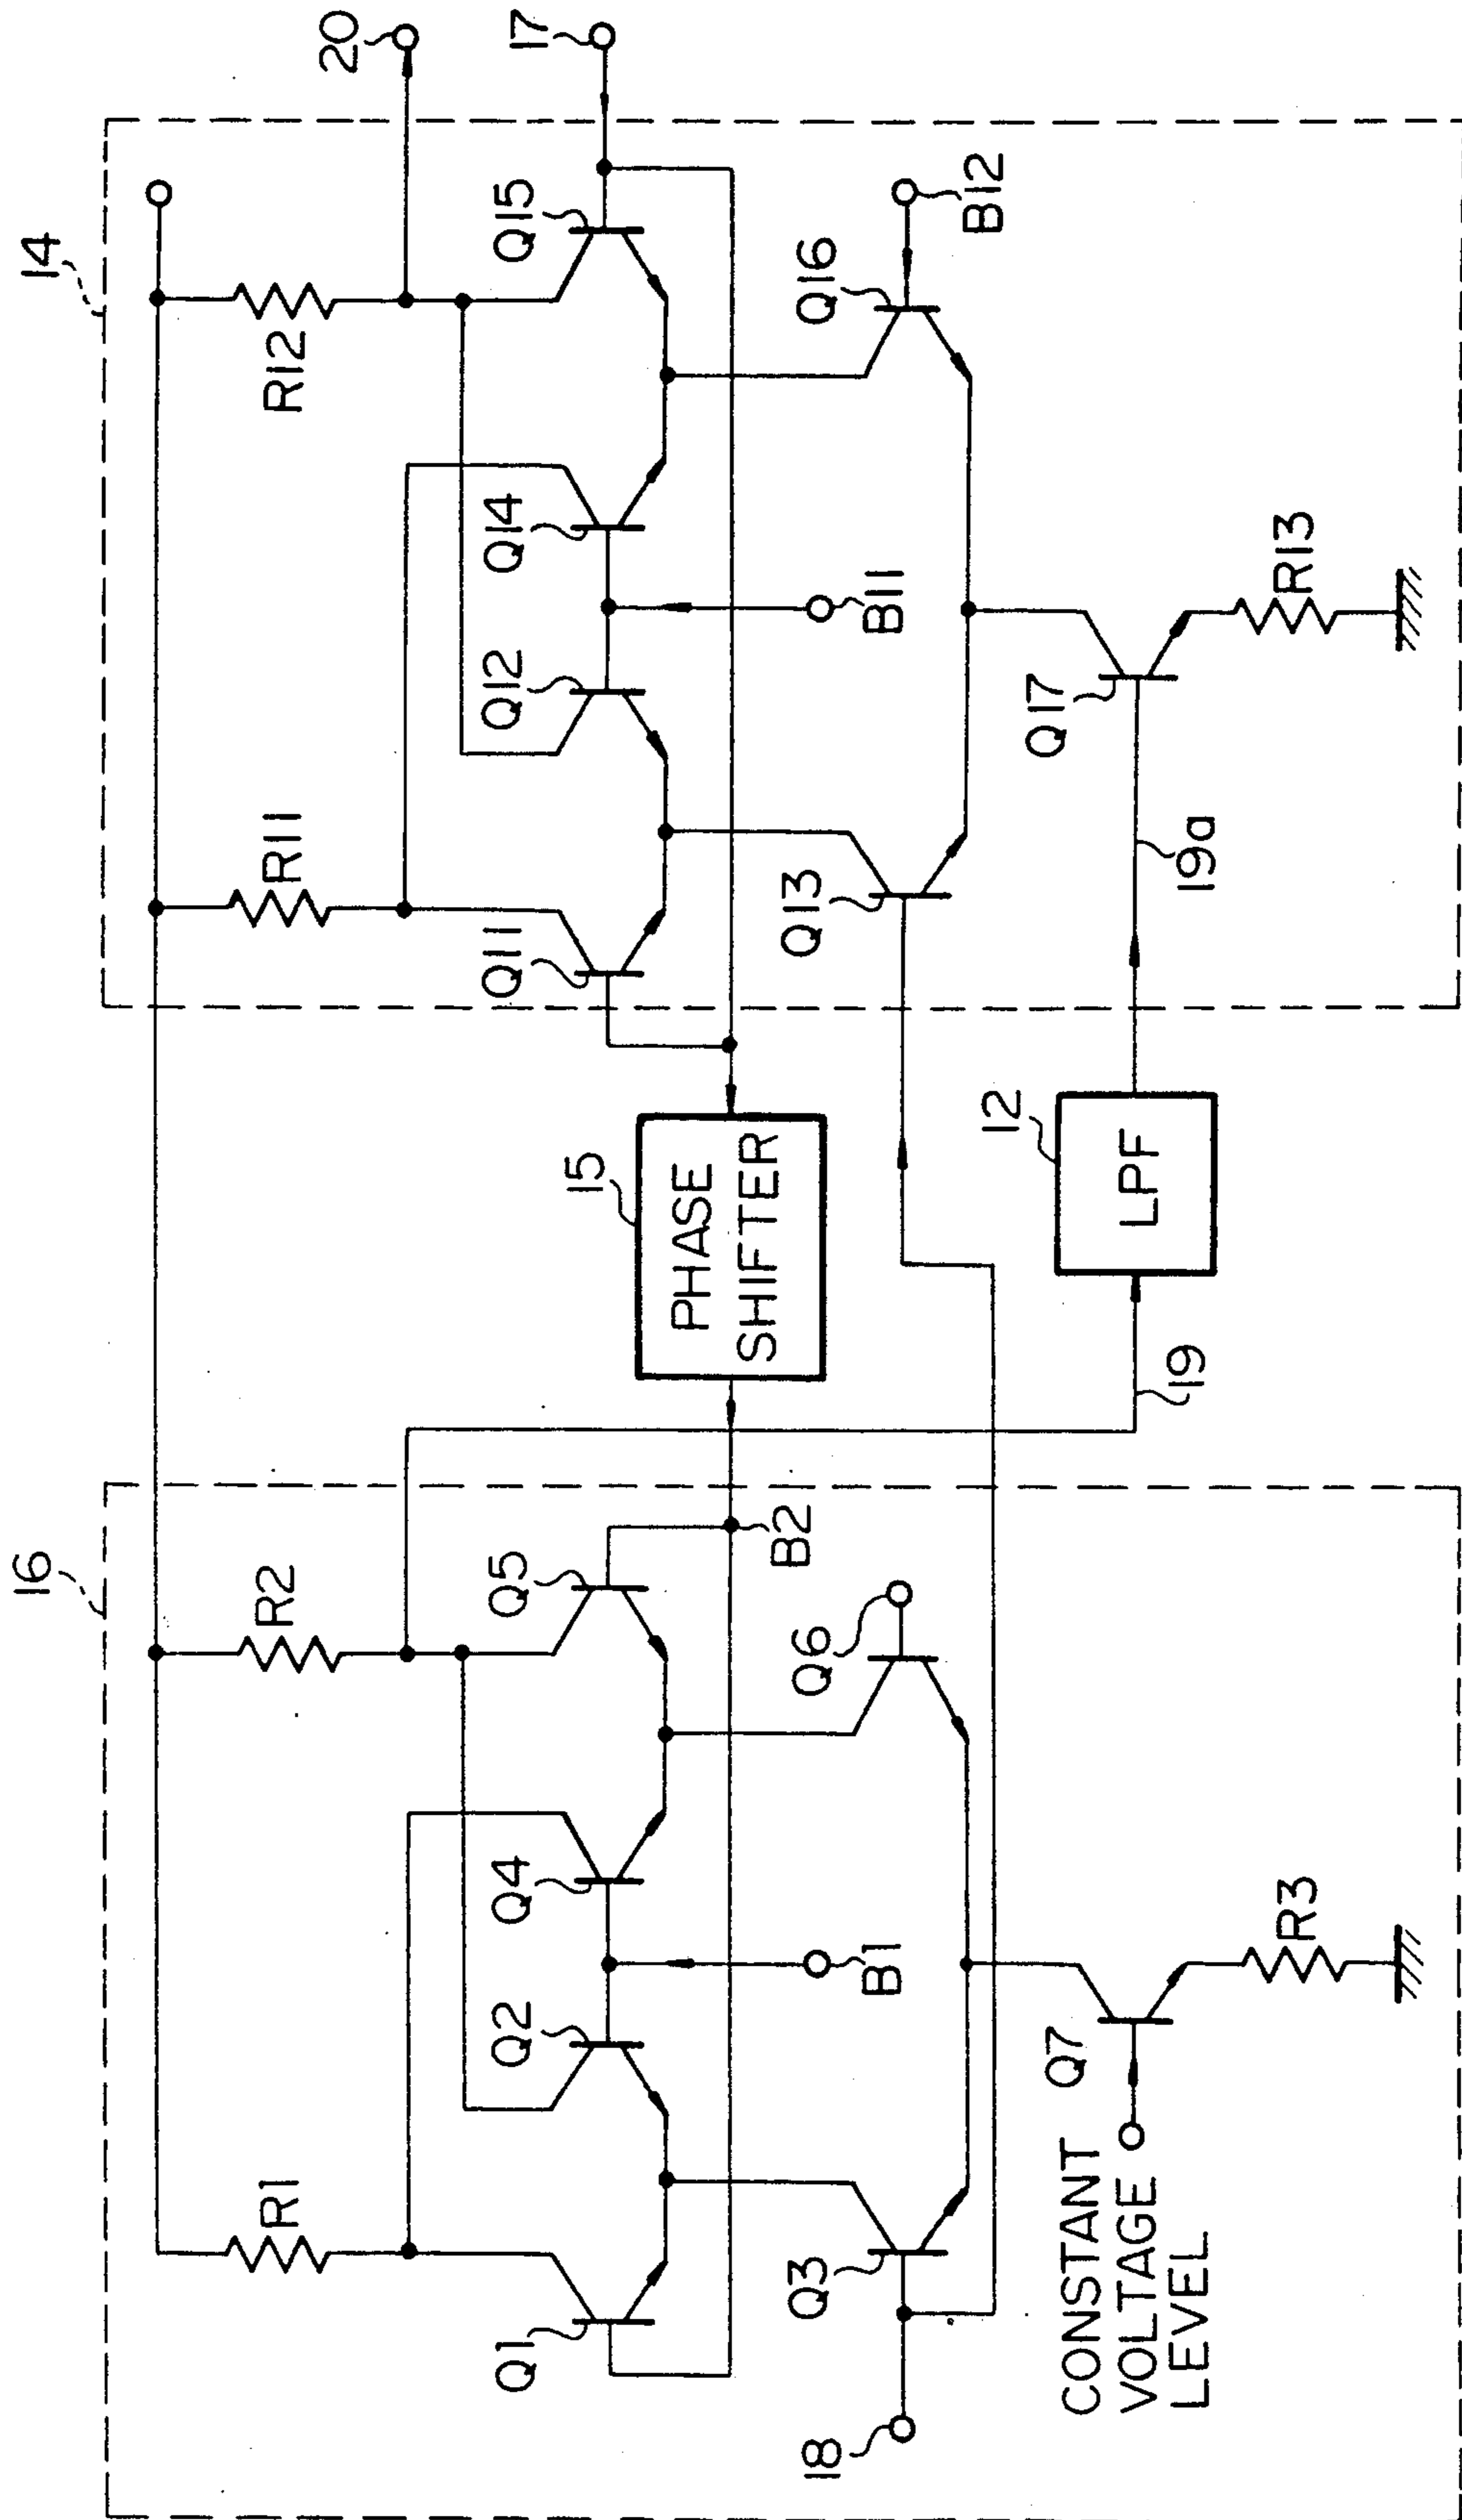 16
14
R1
R2
R11
R12
20
17
Q1
Q2
Q4
Q5
Q11
Q12
Q14
Q15
15
PHASE
SHIFTER
B2
18
Q3
B1
Q6
Q13
B11
Q16
B12
CONSTANT
VOLTAGE
LEVEL
Q7
R3
19
12
LPF
19a
Q17
R13